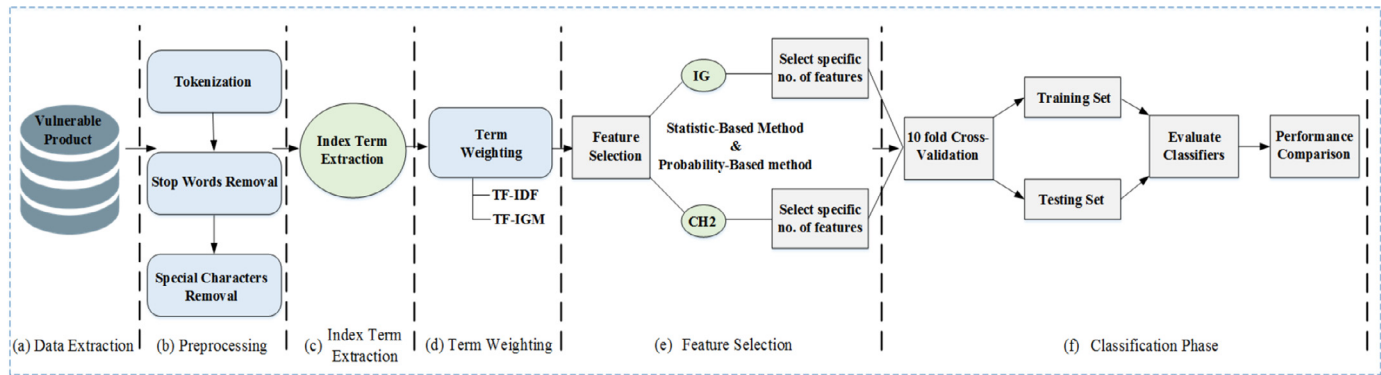 Vulnerable
Product
Tokenization
Stop Words Removal
Special Characters
Removal
Index Term
Extraction
Term
Weighting
TF-IDF
TF-IGM
Feature
Selection
IG
Select specific
no. of features
Statistic-Based Method
&
Probability-Based method
CH2
Select specific
no. of features
10 fold Cross-
Validation
Training Set
Testing Set
Evaluate
Classifiers
Performance
Comparison
(a) Data Extraction
(b) Preprocessing
(c) Index Term
Extraction
(d) Term Weighting
(e) Feature Selection
(f) Classification Phase